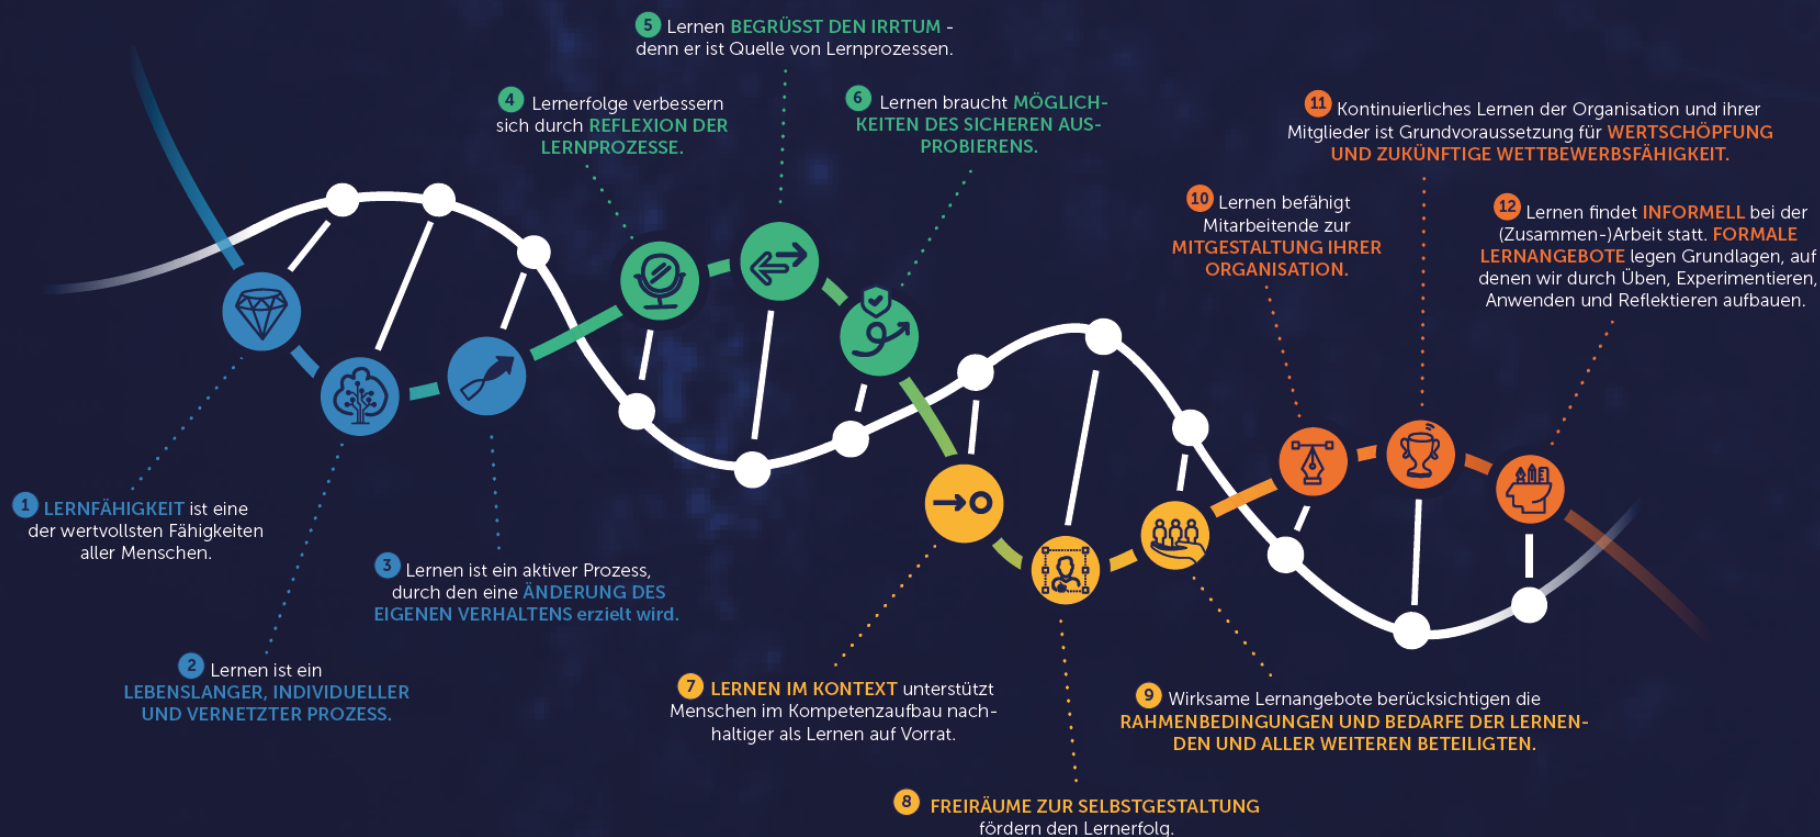 1 LERNFÄHIGKEIT ist eine
der wertvollsten Fähigkeiten
aller Menschen.
2 Lernen ist ein
LEBENSLANGER, INDIVIDUELLER
UND VERNETZTER PROZESS.
3 Lernen ist ein aktiver Prozess,
durch den eine ÄNDERUNG DES
EIGENEN VERHALTENS erzielt wird.
4 Lernerfolge verbessern
sich durch REFLEXION DER
LERNPROZESSE.
5 Lernen BEGRÜSST DEN IRRTUM -
denn er ist Quelle von Lernprozessen.
6 Lernen braucht MÖGLICH-
KEITEN DES SICHEREN AUS-
PROBIERENS.
7 LERNEN IM KONTEXT unterstützt
Menschen im Kompetenzaufbau nach-
haltiger als Lernen auf Vorrat.
8 FREIRÄUME ZUR SELBSTGESTALTUNG
fördern den Lernerfolg.
9 Wirksame Lernangebote berücksichtigen die
RAHMENBEDINGUNGEN UND BEDARFE DER LERNEN-
DEN UND ALLER WEITEREN BETEILIGTEN.
10 Lernen befähigt
Mitarbeitende zur
MITGESTALTUNG IHRER
ORGANISATION.
11 Kontinuierliches Lernen der Organisation und ihrer
Mitglieder ist Grundvoraussetzung für WERTSCHÖPFUNG
UND ZUKÜNFTIGE WETTBEWERBSFÄHIGKEIT.
12 Lernen findet INFORMELL bei der
(Zusammen-)Arbeit statt. FORMALE
LERNANGEBOTE legen Grundlagen, auf
denen wir durch Üben, Experimentieren,
Anwenden und Reflektieren aufbauen.